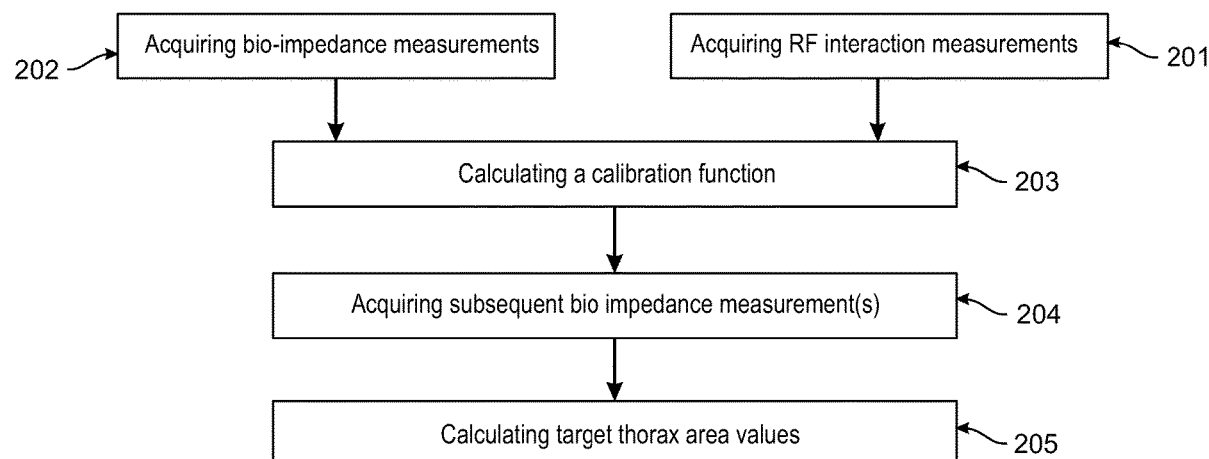 Acquiring bio-impedance measurements
202
Acquiring RF interaction measurements
201
Calculating a calibration function
203
Acquiring subsequent bio impedance measurement(s)
204
Calculating target thorax area values
205